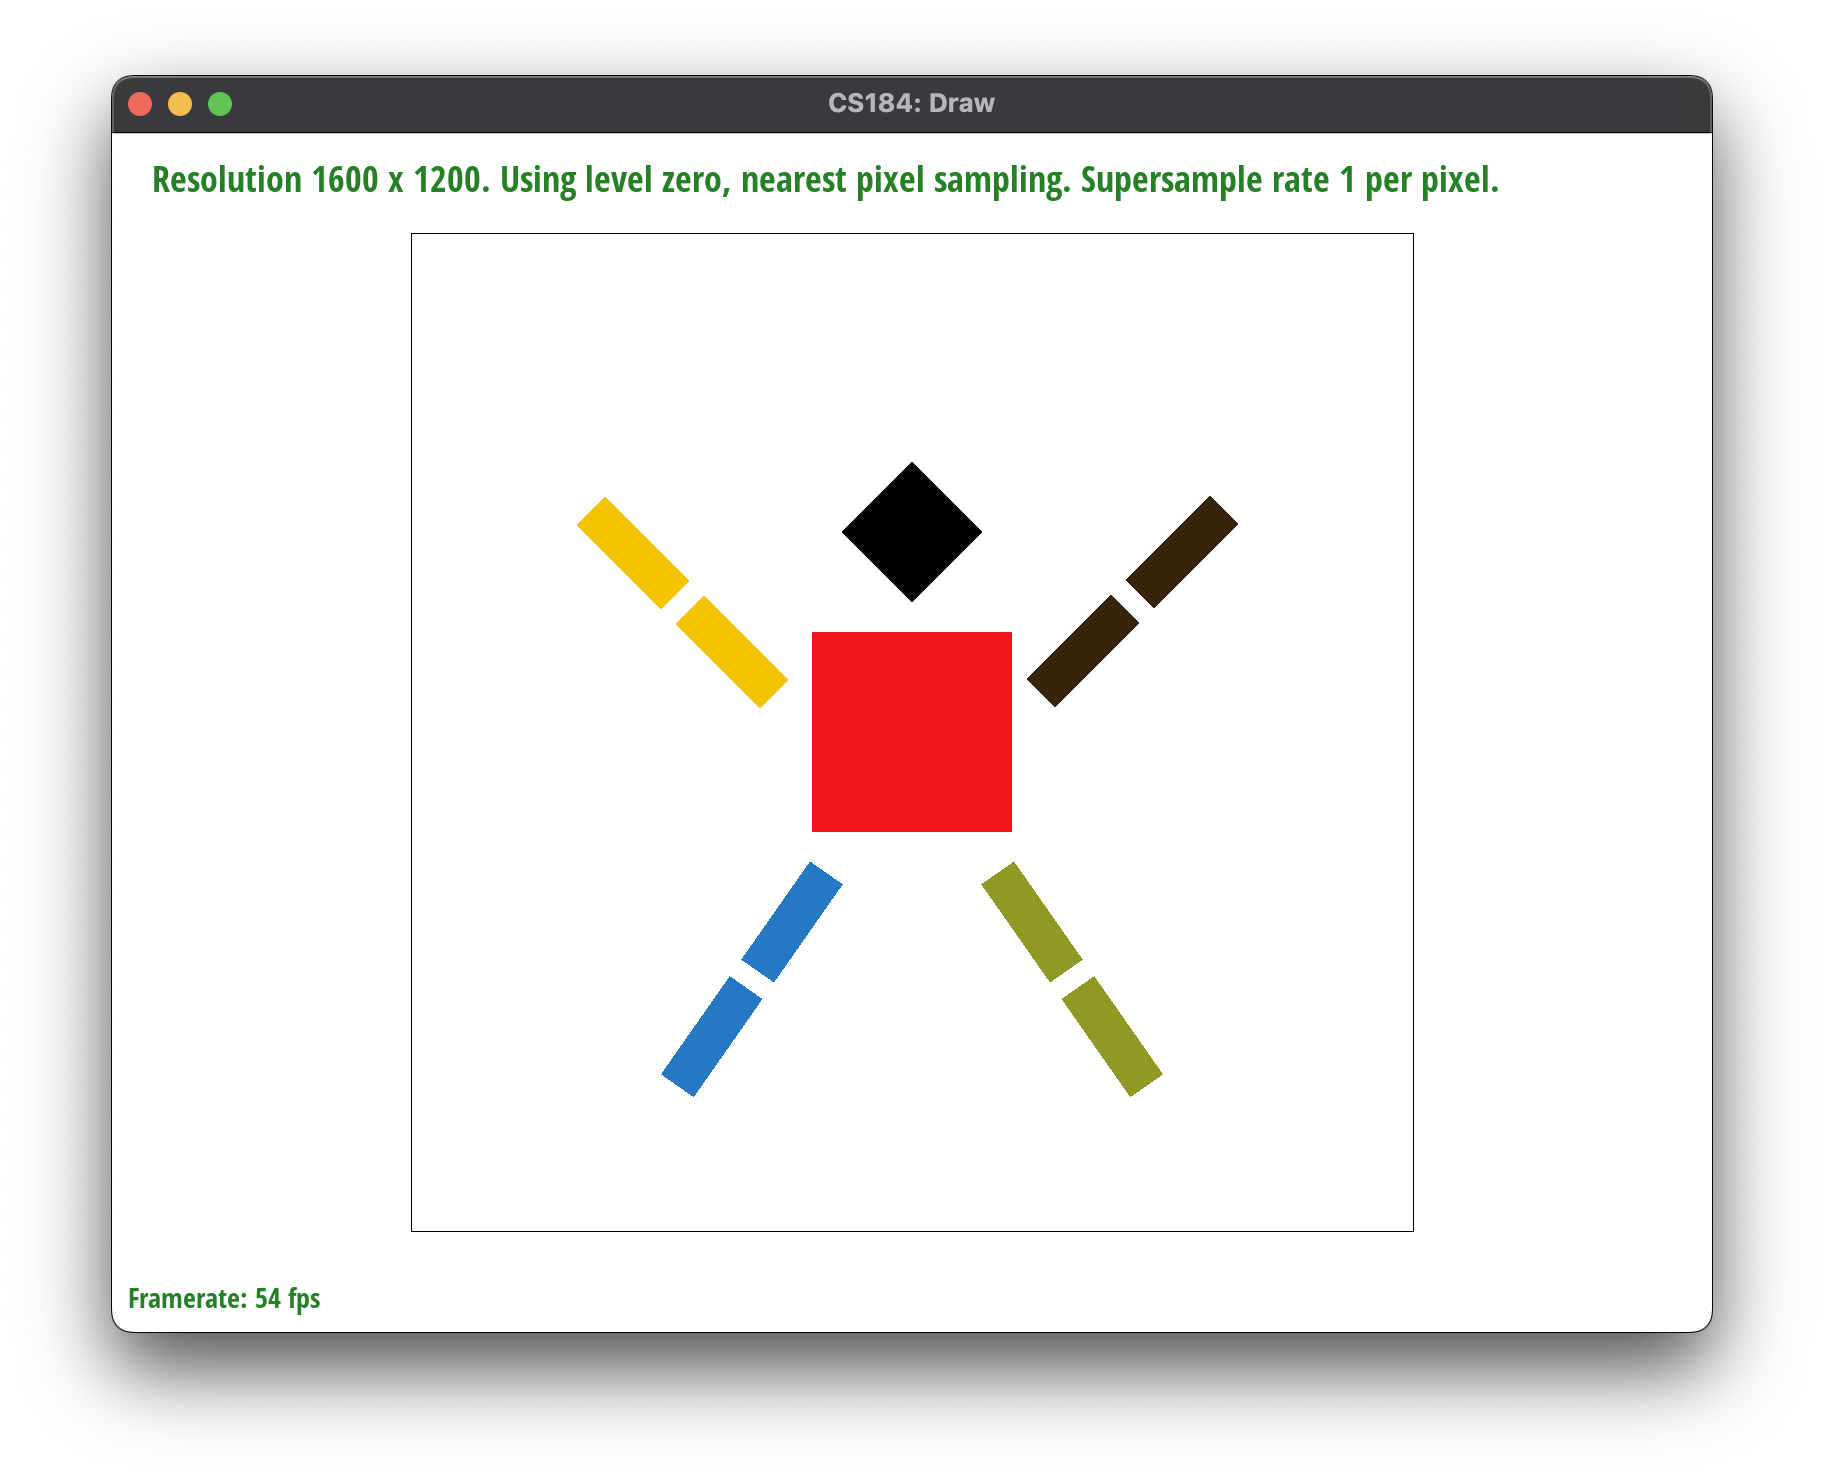 CS184: Draw
Resolution 1600 x 1200. Using level zero, nearest pixel sampling. Supersample rate 1 per pixel.
Framerate: 54 fps